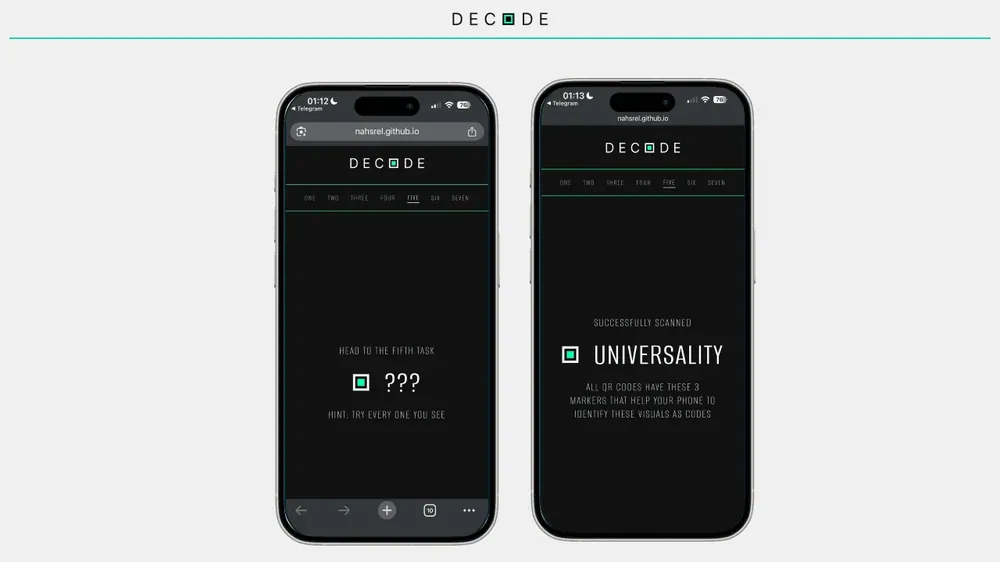 DECODE
01:12
Telegram
76
nahsrel.github.io
DECODE
ONE TWO THREE FOUR FIVE SIX SEVEN
HEAD TO THE FIFTH TASK
???
HINT: TRY EVERY ONE YOU SEE
10
01:13
Telegram
76
nahsrel.github.io
DECODE
ONE TWO THREE FOUR FIVE SIX SEVEN
SUCCESSFULLY SCANNED
UNIVERSALITY
ALL QR CODES HAVE THESE 3
MARKERS THAT HELP YOUR PHONE TO
IDENTIFY THESE VISUALS AS CODES